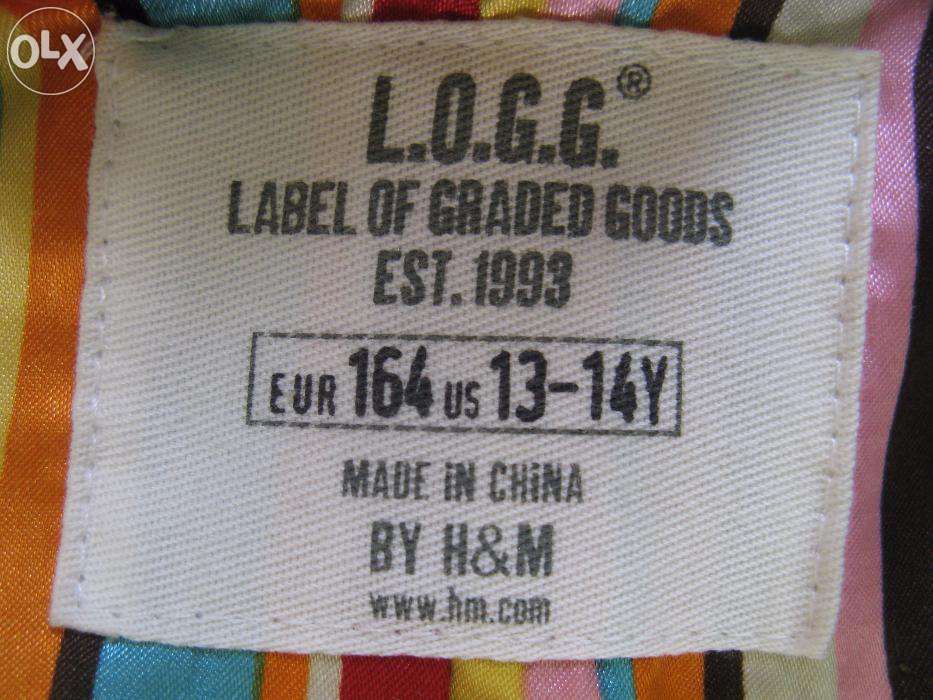 OLX
L.O.G.G.®
LABEL OF GRADED GOODS
EST. 1993
EUR 164 US 13-14Y
MADE iN CHiNA
BY H&M
www.hm.com